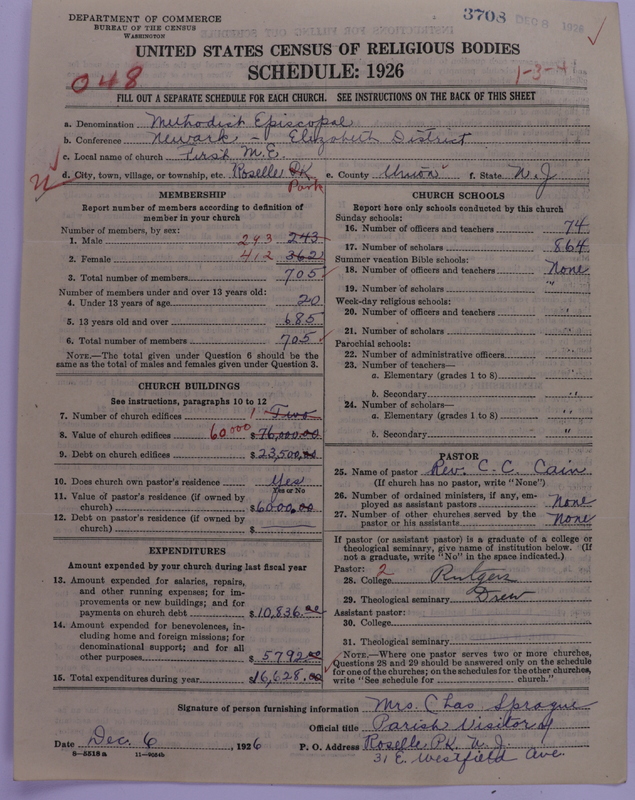 DEPARTMENT OF COMMERCE
BUREAU OF THE CENSUS
WASHINGTON
3708 DEC 8 1926
UNITED STATES CENSUS OF RELIGIOUS BODIES
SCHEDULE: 1926
048
1-3-41
FILL OUT A SEPARATE SCHEDULE FOR EACH CHURCH. SEE INSTRUCTIONS ON THE BACK OF THIS SHEET
a. Denomination Methodist Episcopal
b. Conference Newark - Elizabeth District
c. Local name of church First M.E.
d. City, town, village, or township, etc. Roselle PK Park e. County Union f. State N.J
MEMBERSHIP
Report number of members according to definition of
member in your church
Number of members, by sex:
1. Male 293 243
2. Female 412 362
3. Total number of members 705
Number of members under and over 13 years old:
4. Under 13 years of age 20
5. 13 years old and over 685
6. Total number of members 705
NOTE.—The total given under Question 6 should be
same as the total of males and females given under Question 3.
CHURCH BUILDINGS
See instructions, paragraphs 10 to 12
7. Number of church edifices 1 Two
8. Value of church edifices 60,000 $76,000.00
9. Debt on church edifices $23,500.00
10. Does church own pastor's residence Yes
Yes or No
11. Value of pastor's residence (if owned by
church) $6000.00
12. Debt on pastor's residence (if owned by
church) $
EXPENDITURES
Amount expended by your church during last fiscal year
13. Amount expended for salaries, repairs,
and other running expenses; for im-
provements or new buildings; and for
payments on church debt $10,836.00
14. Amount expended for benevolences, in-
cluding home and foreign missions; for
denominational support; and for all
other purposes $5792.00
15. Total expenditures during year $16,628.00
CHURCH SCHOOLS
Report here only schools conducted by this church
Sunday schools:
16. Number of officers and teachers 74
17. Number of scholars 864
Summer vacation Bible schools:
18. Number of officers and teachers None
19. Number of scholars "
Week-day religious schools:
20. Number of officers and teachers "
21. Number of scholars "
Parochial schools:
22. Number of administrative officers "
23. Number of teachers—
a. Elementary (grades 1 to 8) "
b. Secondary "
24. Number of scholars—
a. Elementary (grades 1 to 8) "
b. Secondary "
PASTOR
25. Name of pastor Rev. C. C. Cain
(If church has no pastor, write "None")
26. Number of ordained ministers, if any, em-
ployed as assistant pastors None
27. Number of other churches served by the
pastor or his assistants None
If pastor (or assistant pastor) is a graduate of a college or
theological seminary, give name of institution below. (If
not a graduate, write "No" in the space indicated.)
Pastor: 2
28. College Rutgers
29. Theological seminary Drew
Assistant pastor:
30. College
31. Theological seminary
NOTE.—Where one pastor serves two or more churches,
Questions 28 and 29 should be answered only on the schedule
for one of the churches; on the schedules for the other churches,
write "See schedule for church."
Signature of person furnishing information Mrs. Chas Sprague
Official title Parish Visitor of
Date Dec. 6, 1926 P. O. Address Roselle PK. N. J.
8—5518a 11—9054b 31 E. Westfield Ave.